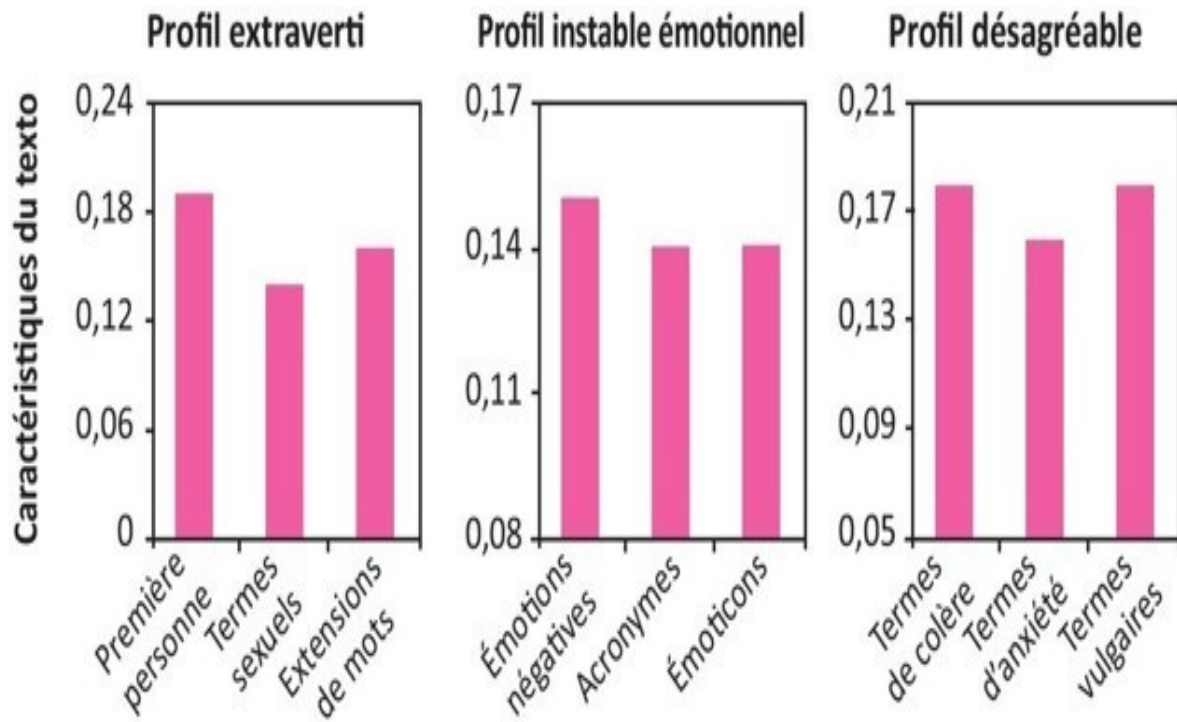 Profil extraverti
Caractéristiques du texto
0,24
0,18
0,12
0,06
0
Première
personne
Termes
sexuels
Extensions
de mots
Profil instable émotionnel
0,17
0,14
0,11
0,08
Émotions
négatives
Acronymes
Émoticons
Profil désagréable
0,21
0,17
0,13
0,09
0,05
Termes
de colère
Termes
d’anxiété
Termes
vulgaires